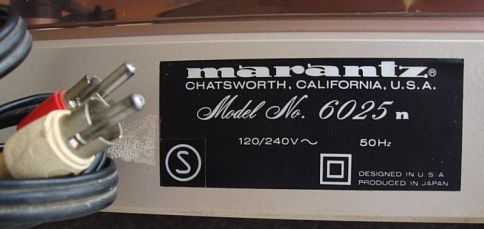 marantz®
CHATSWORTH, CALIFORNIA, U.S.A.
Model No. 6025 n
120/240V~ 50Hz
S
DESIGNED IN U S A
PRODUCED IN JAPAN